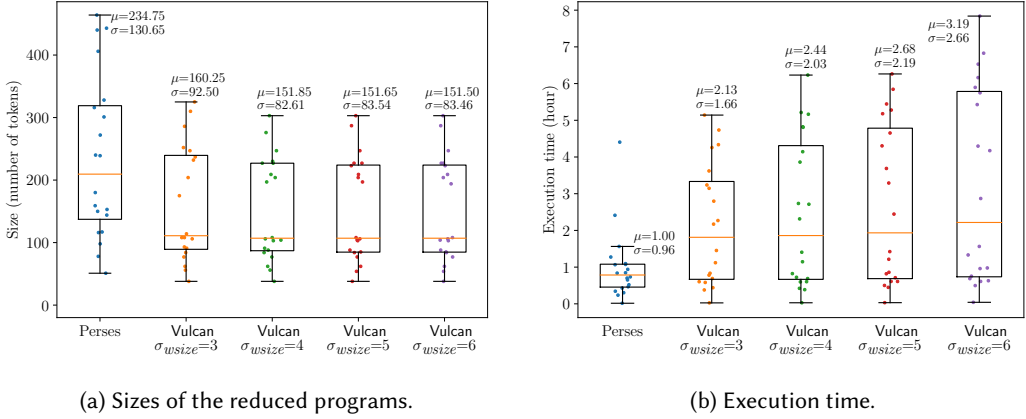 μ=234.75
σ=130.65
μ=160.25
σ=92.50
μ=151.85
σ=82.61
μ=151.65
σ=83.54
μ=151.50
σ=83.46
Size (number of tokens)
400
300
200
100
0
Perses
Vulcan
σwsize=3
Vulcan
σwsize=4
Vulcan
σwsize=5
Vulcan
σwsize=6
(a) Sizes of the reduced programs.
μ=1.00
σ=0.96
μ=2.13
σ=1.66
μ=2.44
σ=2.03
μ=2.68
σ=2.19
μ=3.19
σ=2.66
Execution time (hour)
8
7
6
5
4
3
2
1
0
Perses
Vulcan
σwsize=3
Vulcan
σwsize=4
Vulcan
σwsize=5
Vulcan
σwsize=6
(b) Execution time.